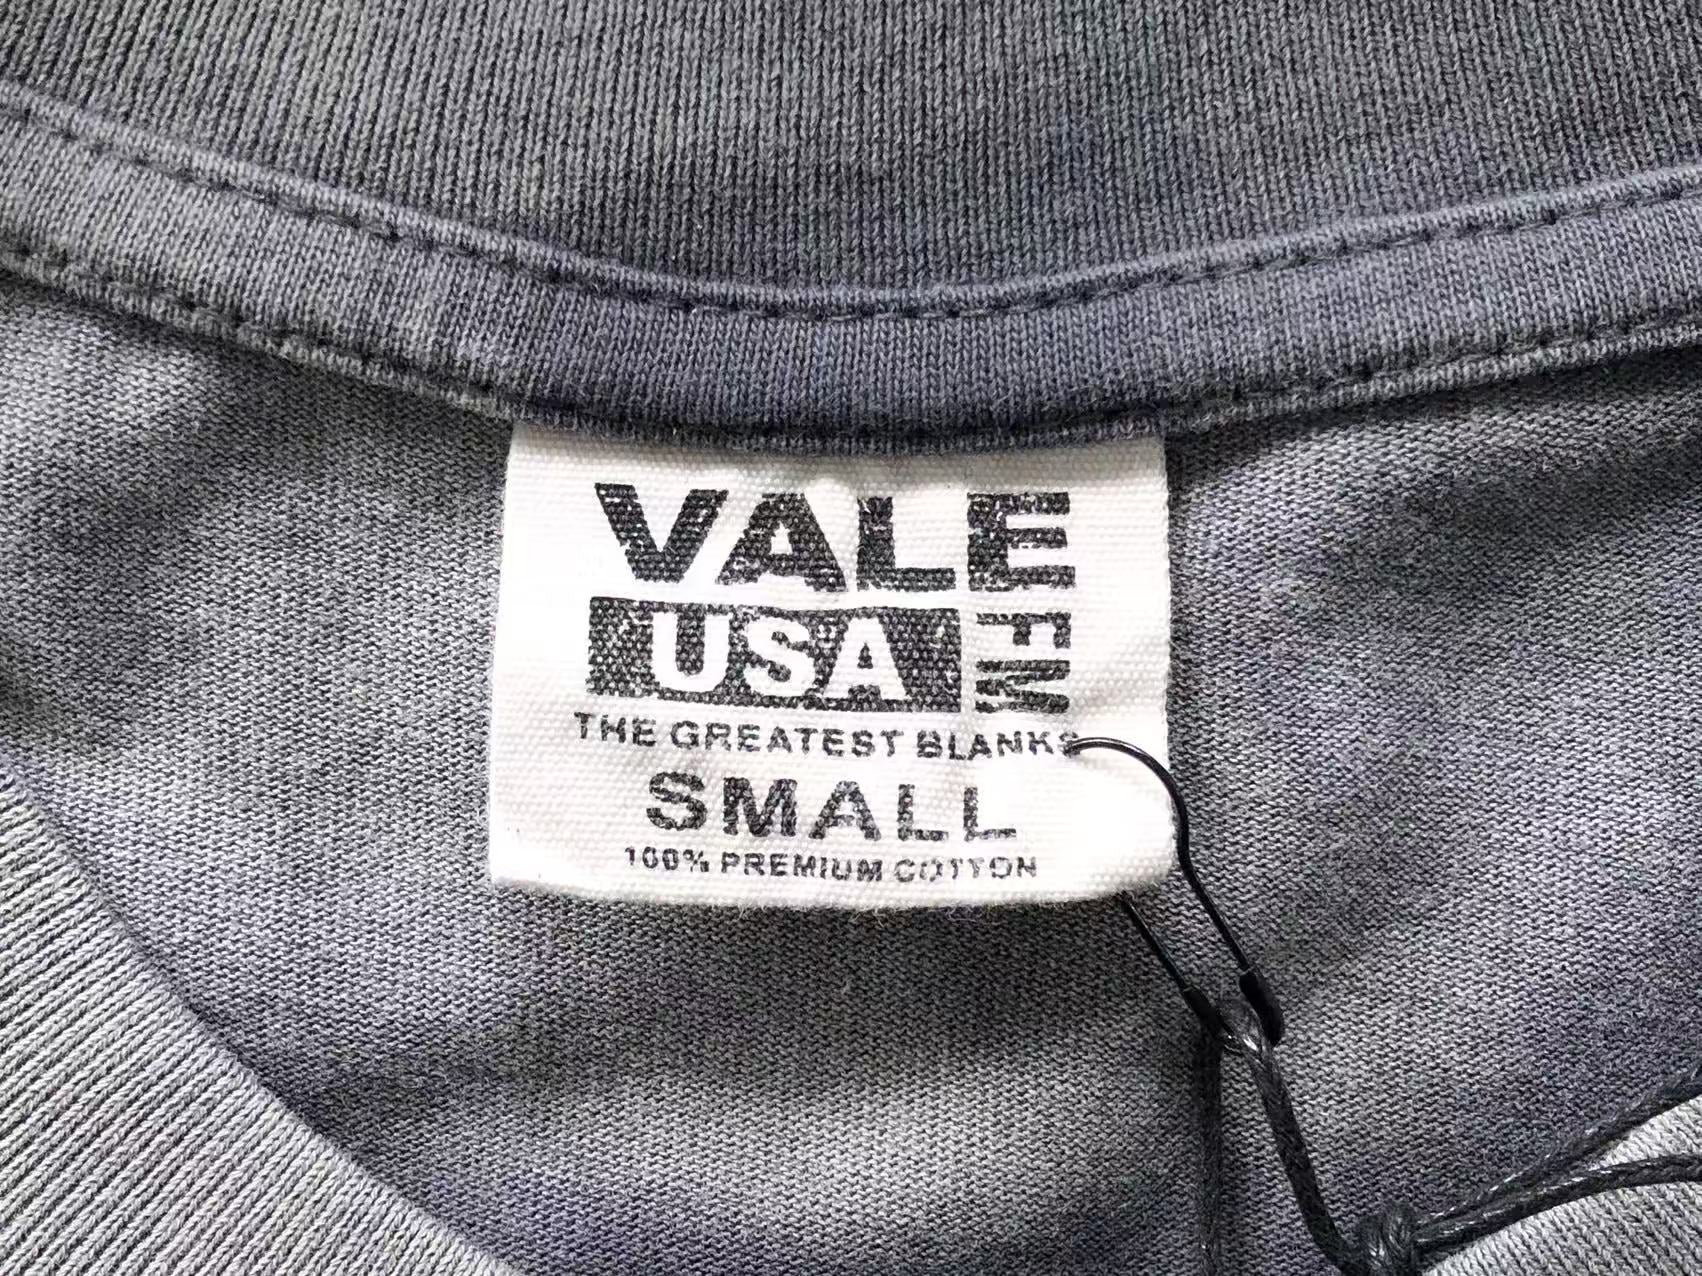 VALE
USA
FM
THE GREATEST BLANKS
SMALL
100% PREMIUM COTTON